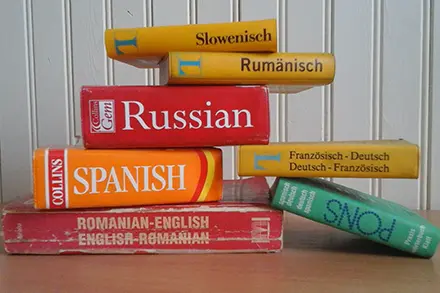 L Slowenisch
L Rumänisch
Collins
Gem
Russian
L Französisch - Deutsch
Deutsch - Französisch
COLLINS
SPANISH
ROMANIAN-ENGLISH
ENGLISH-ROMANIAN
PONS